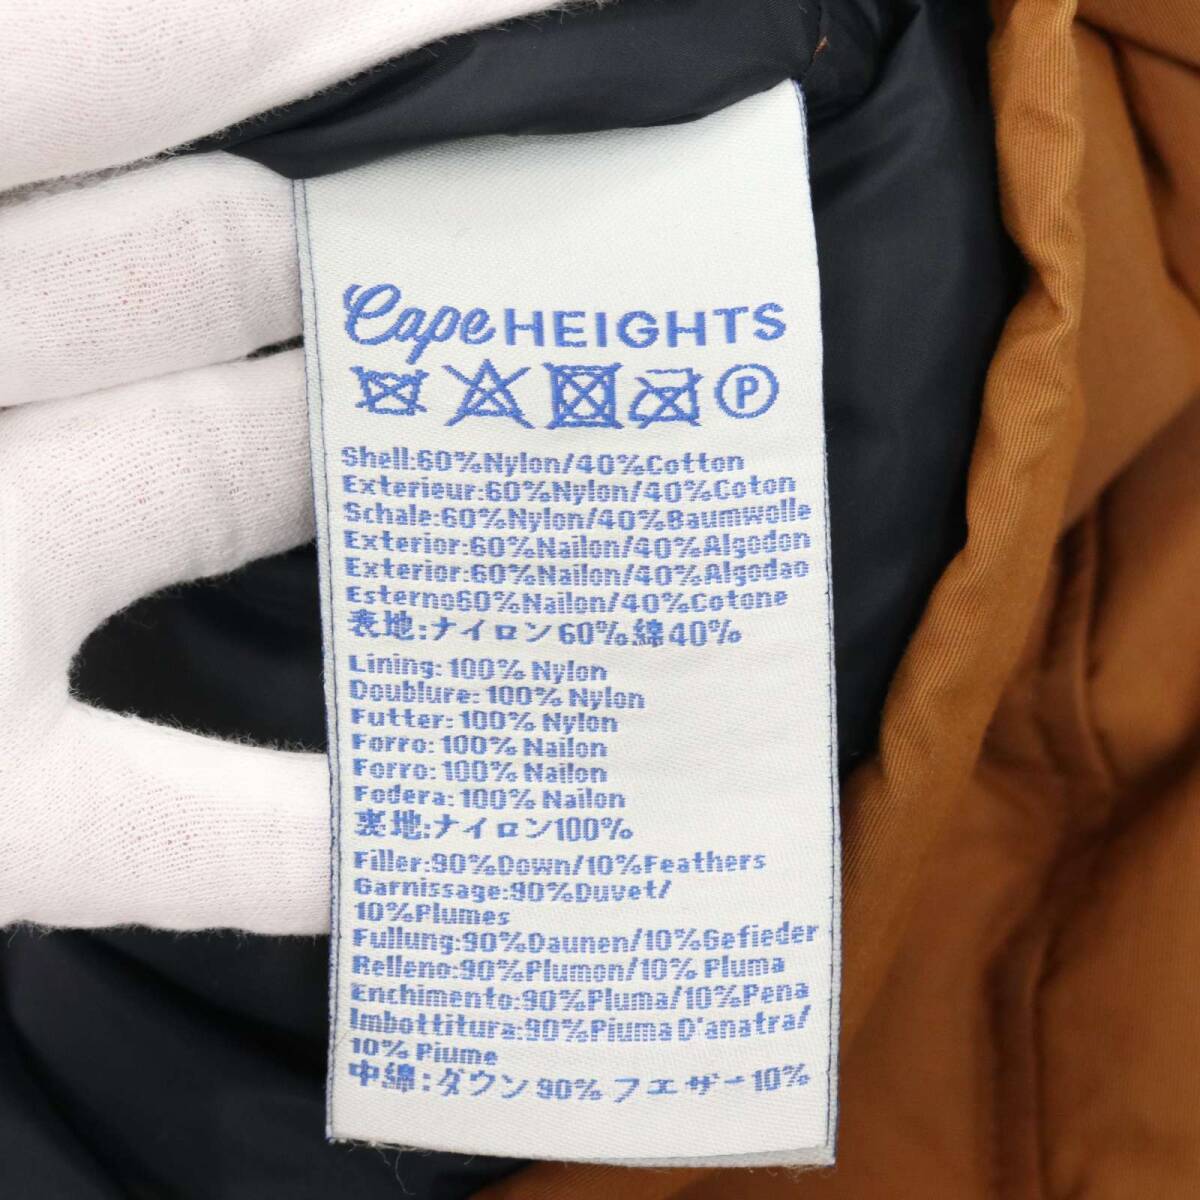 Cape HEIGHTS
P
Shell:60%Nylon/40%Cotton
Exterieur:60%Nylon/40%Coton
Schale:60%Nylon/40%Baumwolle
Exterior:60%Nailon/40%Algodon
Exterior:60%Nailon/40%Algodao
Esterno60%Nailon/40%Cotone
表地:ナイロン60%綿40%
Lining: 100% Nylon
Doublure: 100% Nylon
Futter: 100% Nylon
Forro: 100% Nailon
Forro: 100% Nailon
Fodera: 100% Nailon
裏地:ナイロン100%
Filler:90%Down/10%Feathers
Garnissage:90%Duvet/
10%Plumes
Fullung:90%Daunen/10%Gefieder
Relleno:90%Plumon/10% Pluma
Enchimento:90%Pluma/10%Pena
Imbottitura:90%Piuma D'anatra/
10% Piume
中綿:ダウン 90% フエザー 10%